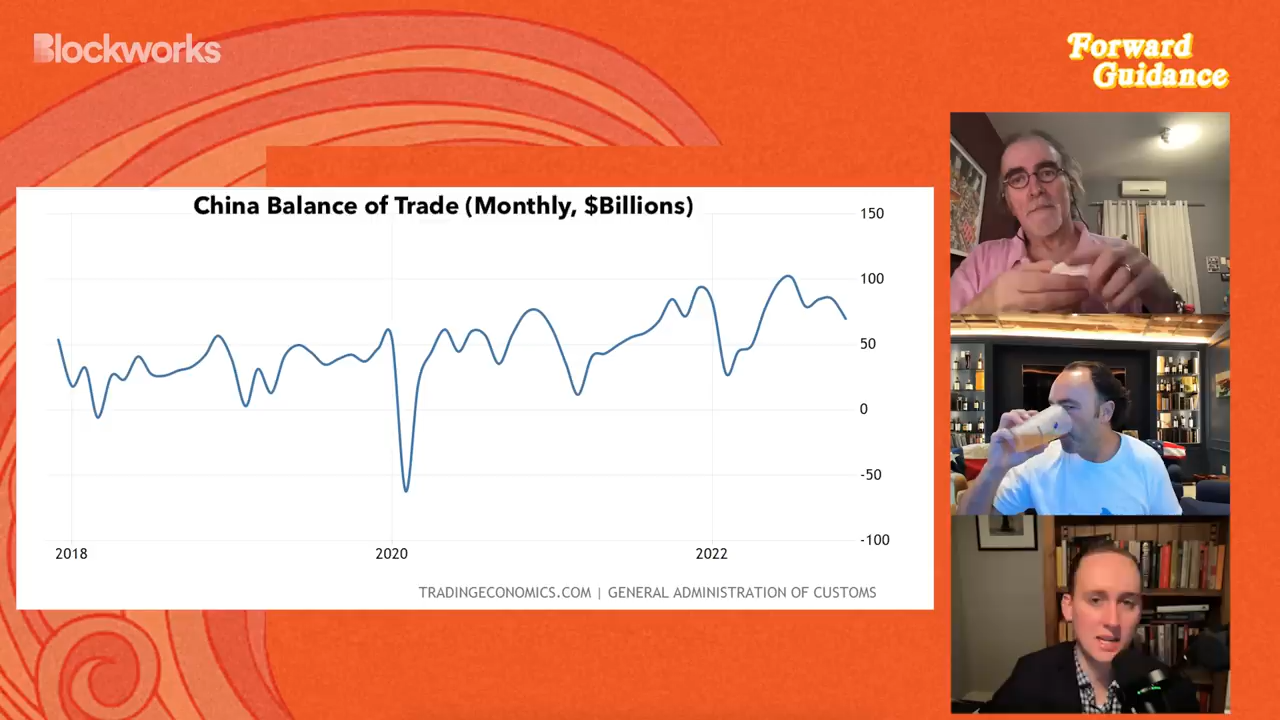 Blockworks
Forward
Guidance
China Balance of Trade (Monthly, $Billions)
150
100
50
0
-50
-100
2018
2020
2022
TRADINGECONOMICS.COM | GENERAL ADMINISTRATION OF CUSTOMS